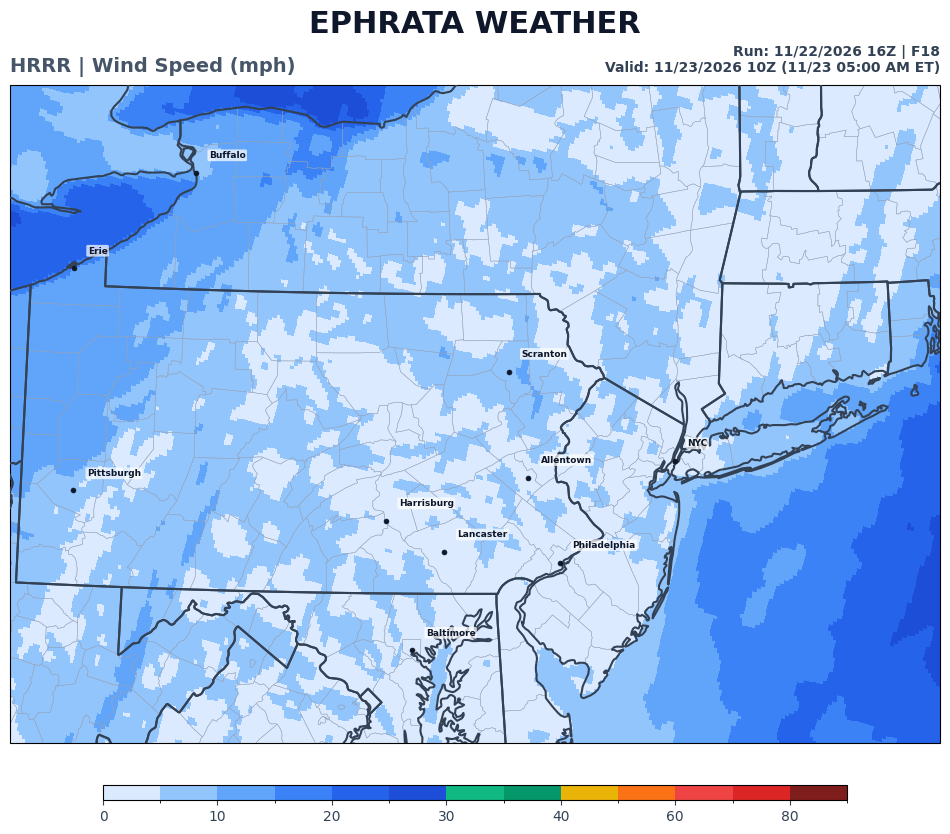 EPHRATA WEATHER
Run: 11/22/2026 16Z | F18
HRRR | Wind Speed (mph)
Valid: 11/23/2026 10Z (11/23 05:00 AM ET)
Buffalo
Erie
Scranton
NYC
Allentown
Pittsburgh
Harrisburg
Lancaster
Philadelphia
Baltimore
0 10 20 30 40 50 60 70 80